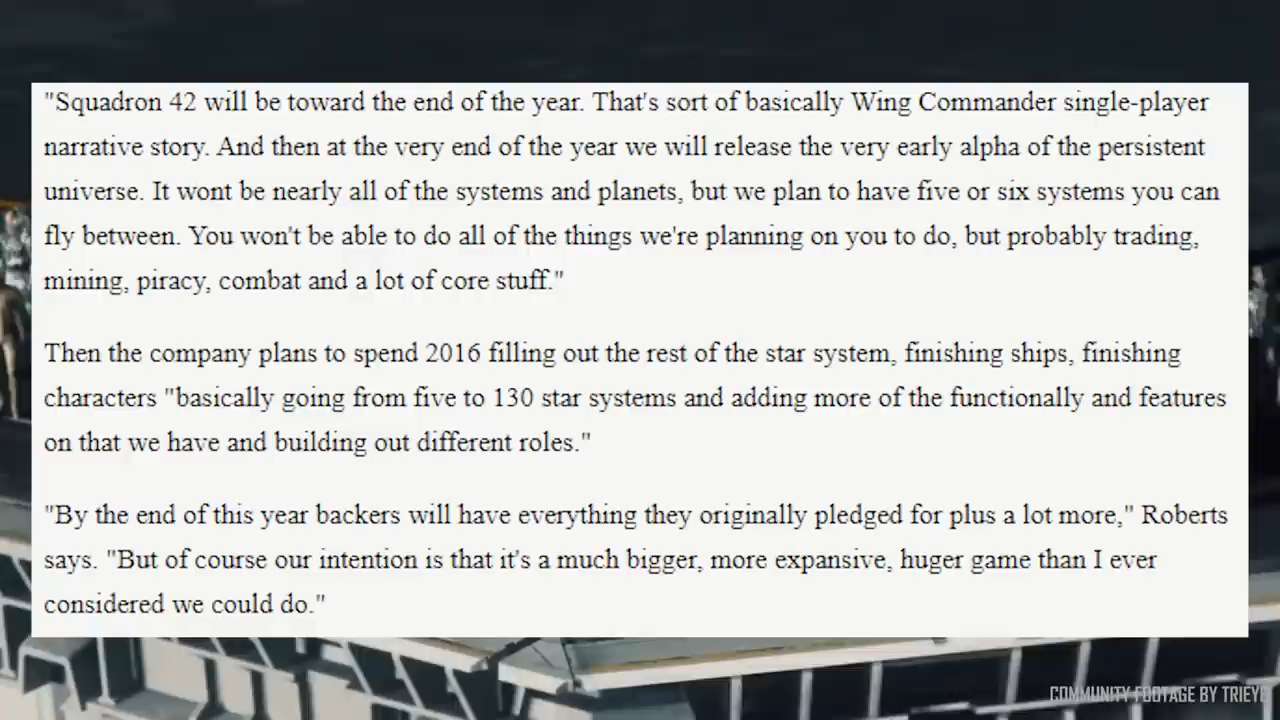 "Squadron 42 will be toward the end of the year. That's sort of basically Wing Commander single-player
narrative story. And then at the very end of the year we will release the very early alpha of the persistent
universe. It wont be nearly all of the systems and planets, but we plan to have five or six systems you can
fly between. You won't be able to do all of the things we're planning on you to do, but probably trading,
mining, piracy, combat and a lot of core stuff."
Then the company plans to spend 2016 filling out the rest of the star system, finishing ships, finishing
characters "basically going from five to 130 star systems and adding more of the functionally and features
on that we have and building out different roles."
"By the end of this year backers will have everything they originally pledged for plus a lot more," Roberts
says. "But of course our intention is that it's a much bigger, more expansive, huger game than I ever
considered we could do."
COMMUNITY FOOTAGE BY